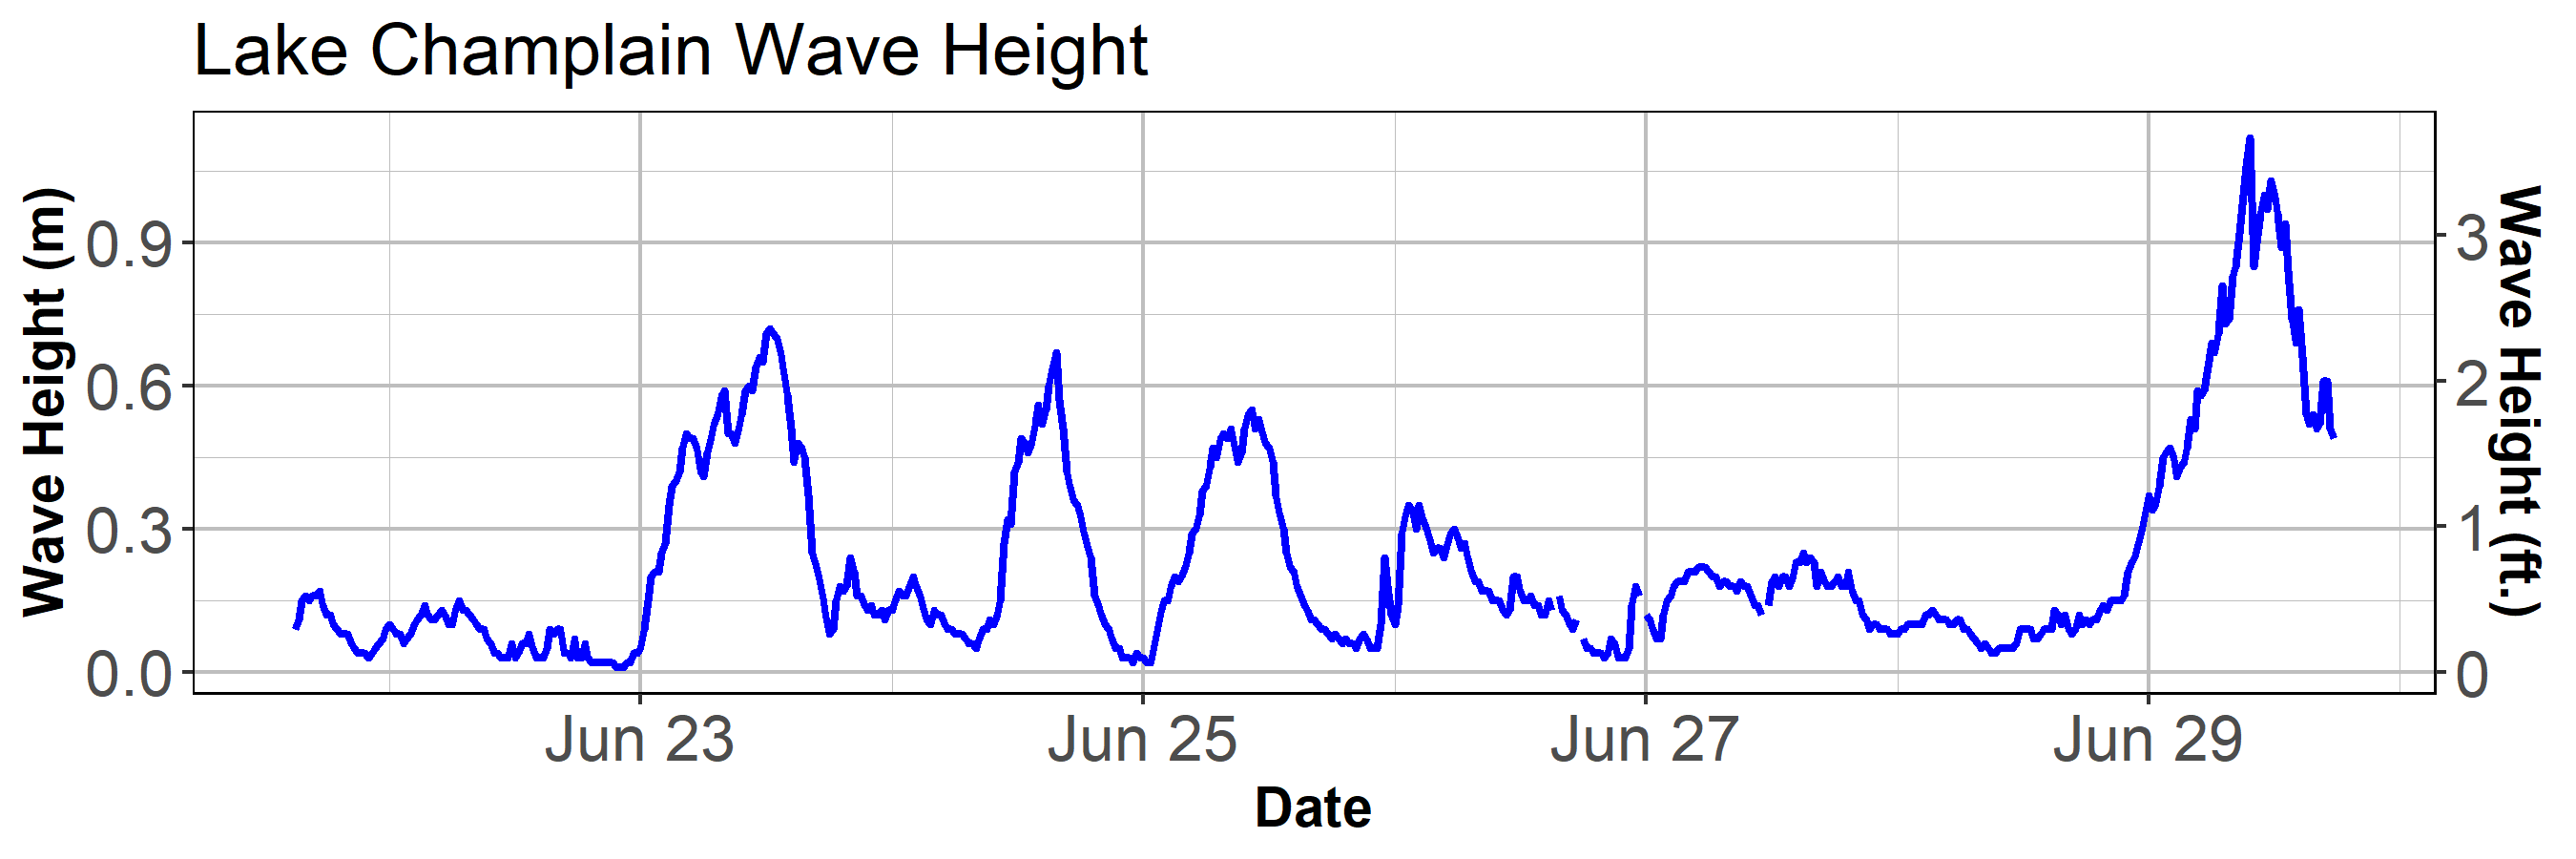 Lake Champlain Wave Height
Wave Height (m)
0.9
0.6
0.3
0.0
3
2
1
0
Wave Height (ft.)
Jun 23
Jun 25
Jun 27
Jun 29
Date